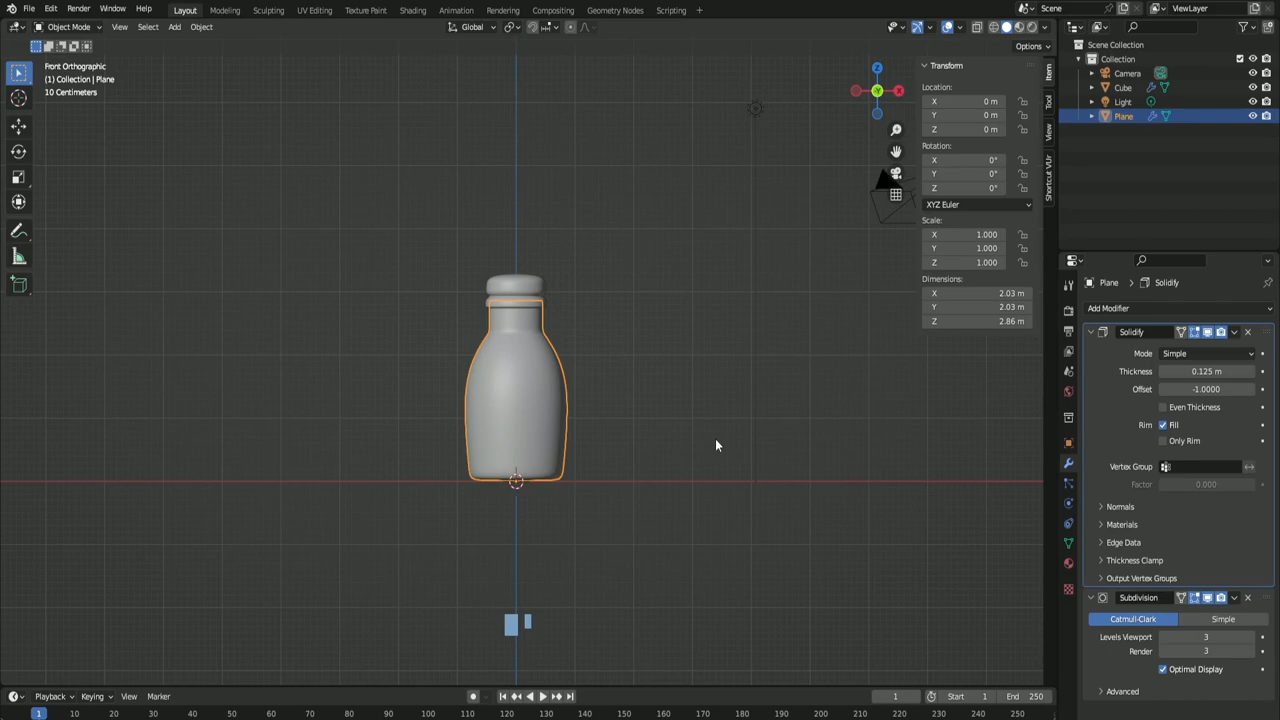 File Edit Render Window Help Layout Modeling Sculpting UV Editing Texture Paint Shading Animation Rendering Compositing Geometry Nodes Scripting + Scene ViewLayer
Object Mode View Select Add Object Global
Options
Front Orthographic
(1) Collection | Plane
10 Centimeters
Z
X
Y
Transform
Location:
X 0 m
Y 0 m
Z 0 m
Rotation:
X 0°
Y 0°
Z 0°
XYZ Euler
Scale:
X 1.000
Y 1.000
Z 1.000
Dimensions:
X 2.03 m
Y 2.03 m
Z 2.86 m
Item
Tool
View
Shortcut VUr
Scene Collection
Collection
Camera
Cube
Light
Plane
Plane Solidify
Add Modifier
Solidify
Mode Simple
Thickness 0.125 m
Offset -1.0000
Even Thickness
Rim Fill
Only Rim
Vertex Group
Factor 0.000
Normals
Materials
Edge Data
Thickness Clamp
Output Vertex Groups
Subdivision
Catmull-Clark Simple
Levels Viewport 3
Render 3
Optimal Display
Advanced
Playback Keying View Marker 1 Start 1 End 250
1 10 20 30 40 50 60 70 80 90 100 110 120 130 140 150 160 170 180 190 200 210 220 230 240 250